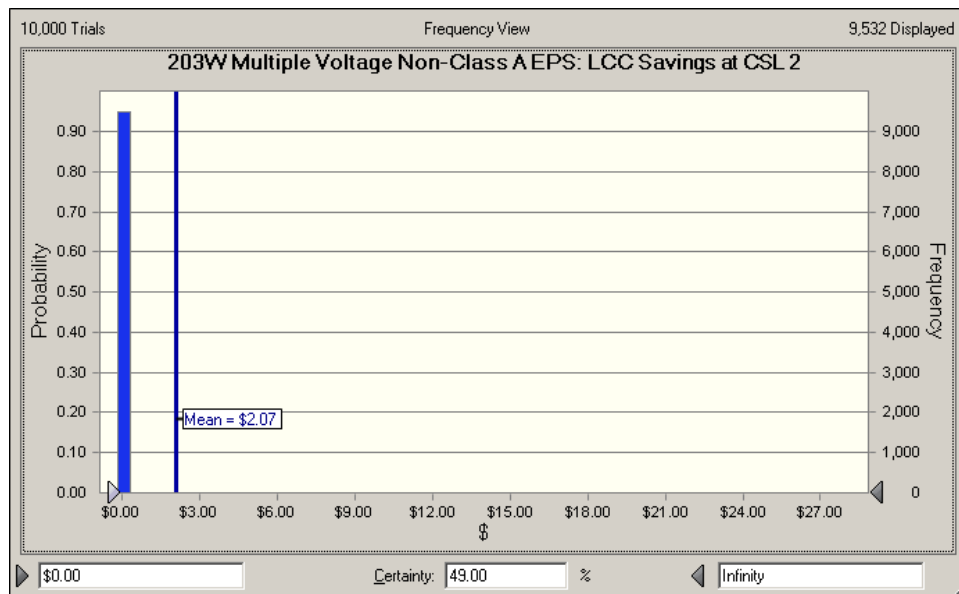 10,000 Trials Frequency View 9,532 Displayed
203W Multiple Voltage Non-Class A EPS: LCC Savings at CSL 2
0.90 9,000
0.80 8,000
0.70 7,000
0.60 6,000
0.50 5,000
0.40 4,000
0.30 3,000
0.20 2,000
0.10 1,000
0.00 0
Probability
Frequency
Mean = $2.07
$0.00 $3.00 $6.00 $9.00 $12.00 $15.00 $18.00 $21.00 $24.00 $27.00
$
$0.00 Certainty: 49.00 % Infinity